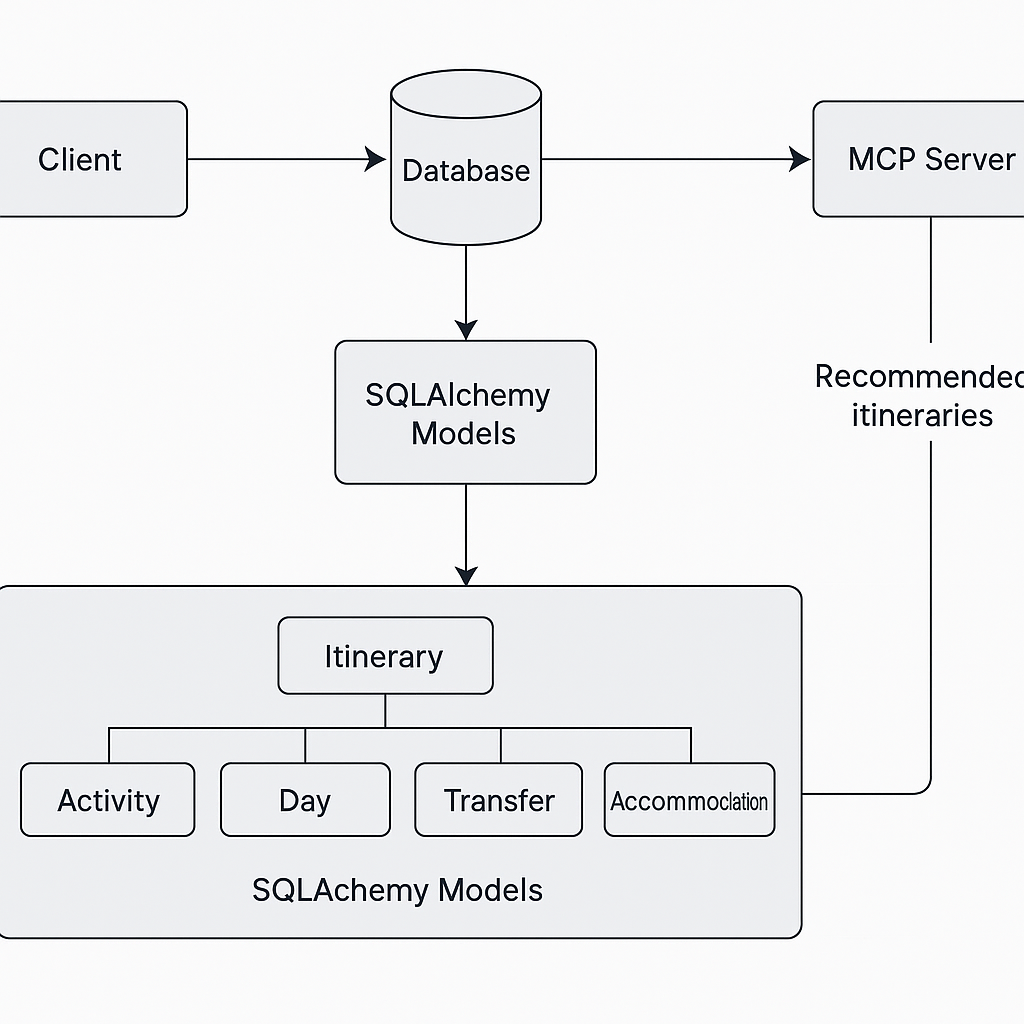 Client
Database
MCP Server
SQLAlchemy
Models
Recommended
itineraries
Itinerary
Activity
Day
Transfer
Accommoclation
SQLAchemy Models